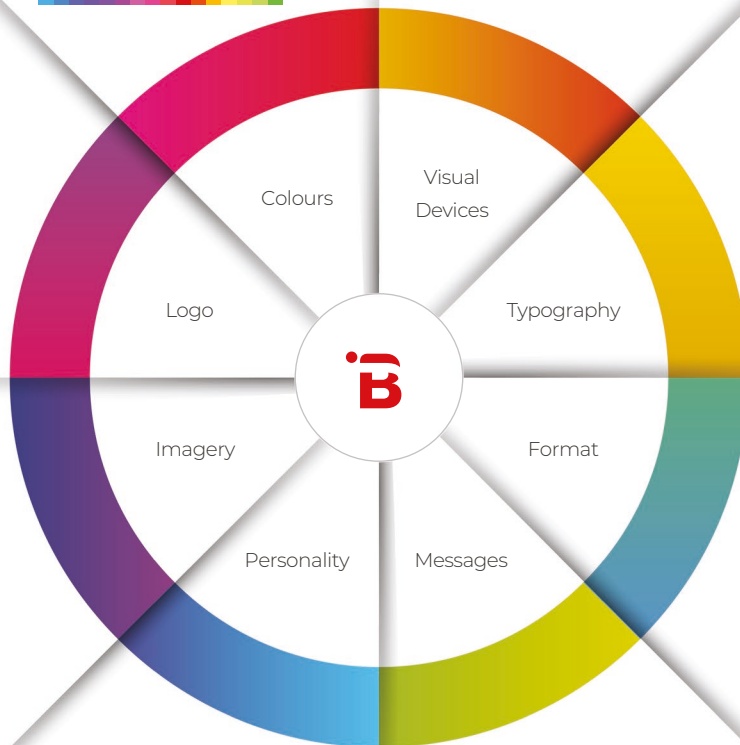 Colours
Visual
Devices
Logo
Typography
B
Imagery
Format
Personality
Messages